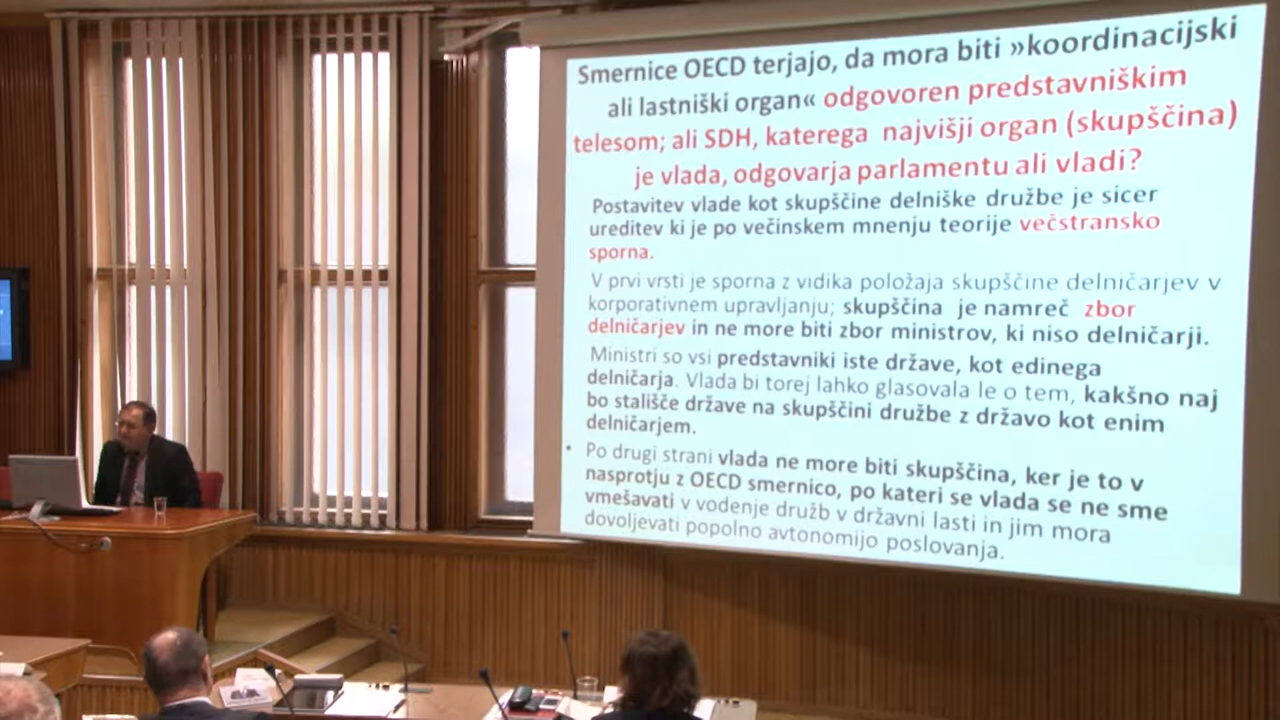 Smernice OECD terjajo, da mora biti »koordinacijski
ali lastniški organ« odgovoren predstavniškim
telesom; ali SDH, katerega najvišji organ (skupščina)
je vlada, odgovarja parlamentu ali vladi?
Postavitev vlade kot skupščine delniške družbe je sicer
ureditev ki je po večinskem mnenju teorije večstransko
sporna.
V prvi vrsti je sporna z vidika položaja skupščine delničarjev v
korporativnem upravljanju; skupščina je namreč zbor
delničarjev in ne more biti zbor ministrov, ki niso delničarji.
Ministri so vsi predstavniki iste države, kot edinega
delničarja. Vlada bi torej lahko glasovala le o tem, kakšno naj
bo stališče države na skupščini družbe z državo kot enim
delničarjem.
• Po drugi strani vlada ne more biti skupščina, ker je to v
nasprotju z OECD smernico, po kateri se vlada se ne sme
vmešavati v vodenje družb v državni lasti in jim mora
dovoljevati popolno avtonomijo poslovanja.